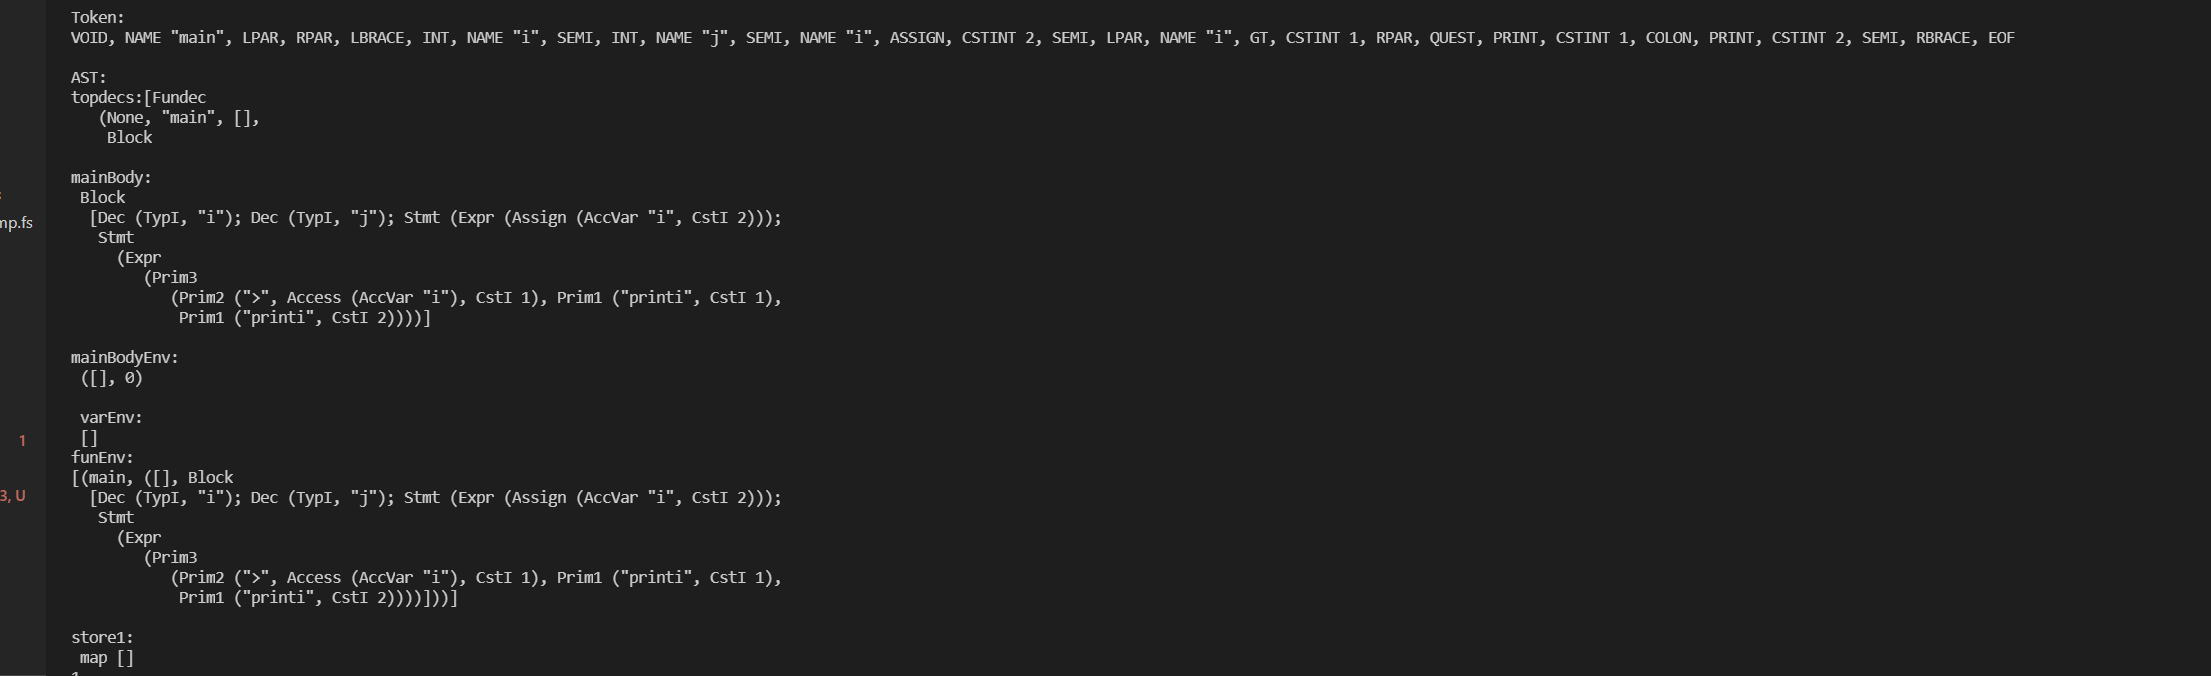 Token:
VOID, NAME "main", LPAR, RPAR, LBRACE, INT, NAME "i", SEMI, INT, NAME "j", SEMI, NAME "i", ASSIGN, CSTINT 2, SEMI, LPAR, NAME "i", GT, CSTINT 1, RPAR, QUEST, PRINT, CSTINT 1, COLON, PRINT, CSTINT 2, SEMI, RBRACE, EOF
AST:
topdecs:[Fundec
(None, "main", [],
Block
mainBody:
Block
mp.fs
[Dec (TypI, "i"); Dec (TypI, "j"); Stmt (Expr (Assign (AccVar "i", CstI 2)));
Stmt
(Expr
(Prim3
(Prim2 (">", Access (AccVar "i"), CstI 1), Prim1 ("printi", CstI 1),
Prim1 ("printi", CstI 2))))]
mainBodyEnv:
([], 0)
varEnv:
1
[]
funEnv:
[(main, ([], Block
3, U
[Dec (TypI, "i"); Dec (TypI, "j"); Stmt (Expr (Assign (AccVar "i", CstI 2)));
Stmt
(Expr
(Prim3
(Prim2 (">", Access (AccVar "i"), CstI 1), Prim1 ("printi", CstI 1),
Prim1 ("printi", CstI 2))))]))]
store1:
map []